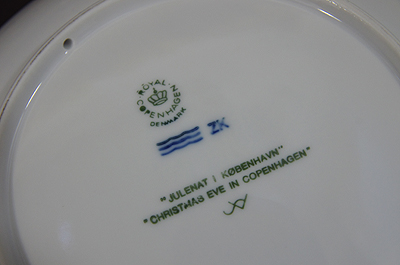 ROYAL
COPENHAGEN
DENMARK
ZK
"JULENAT I KØBENHAVN"
"CHRISTMAS EVE IN COPENHAGEN"